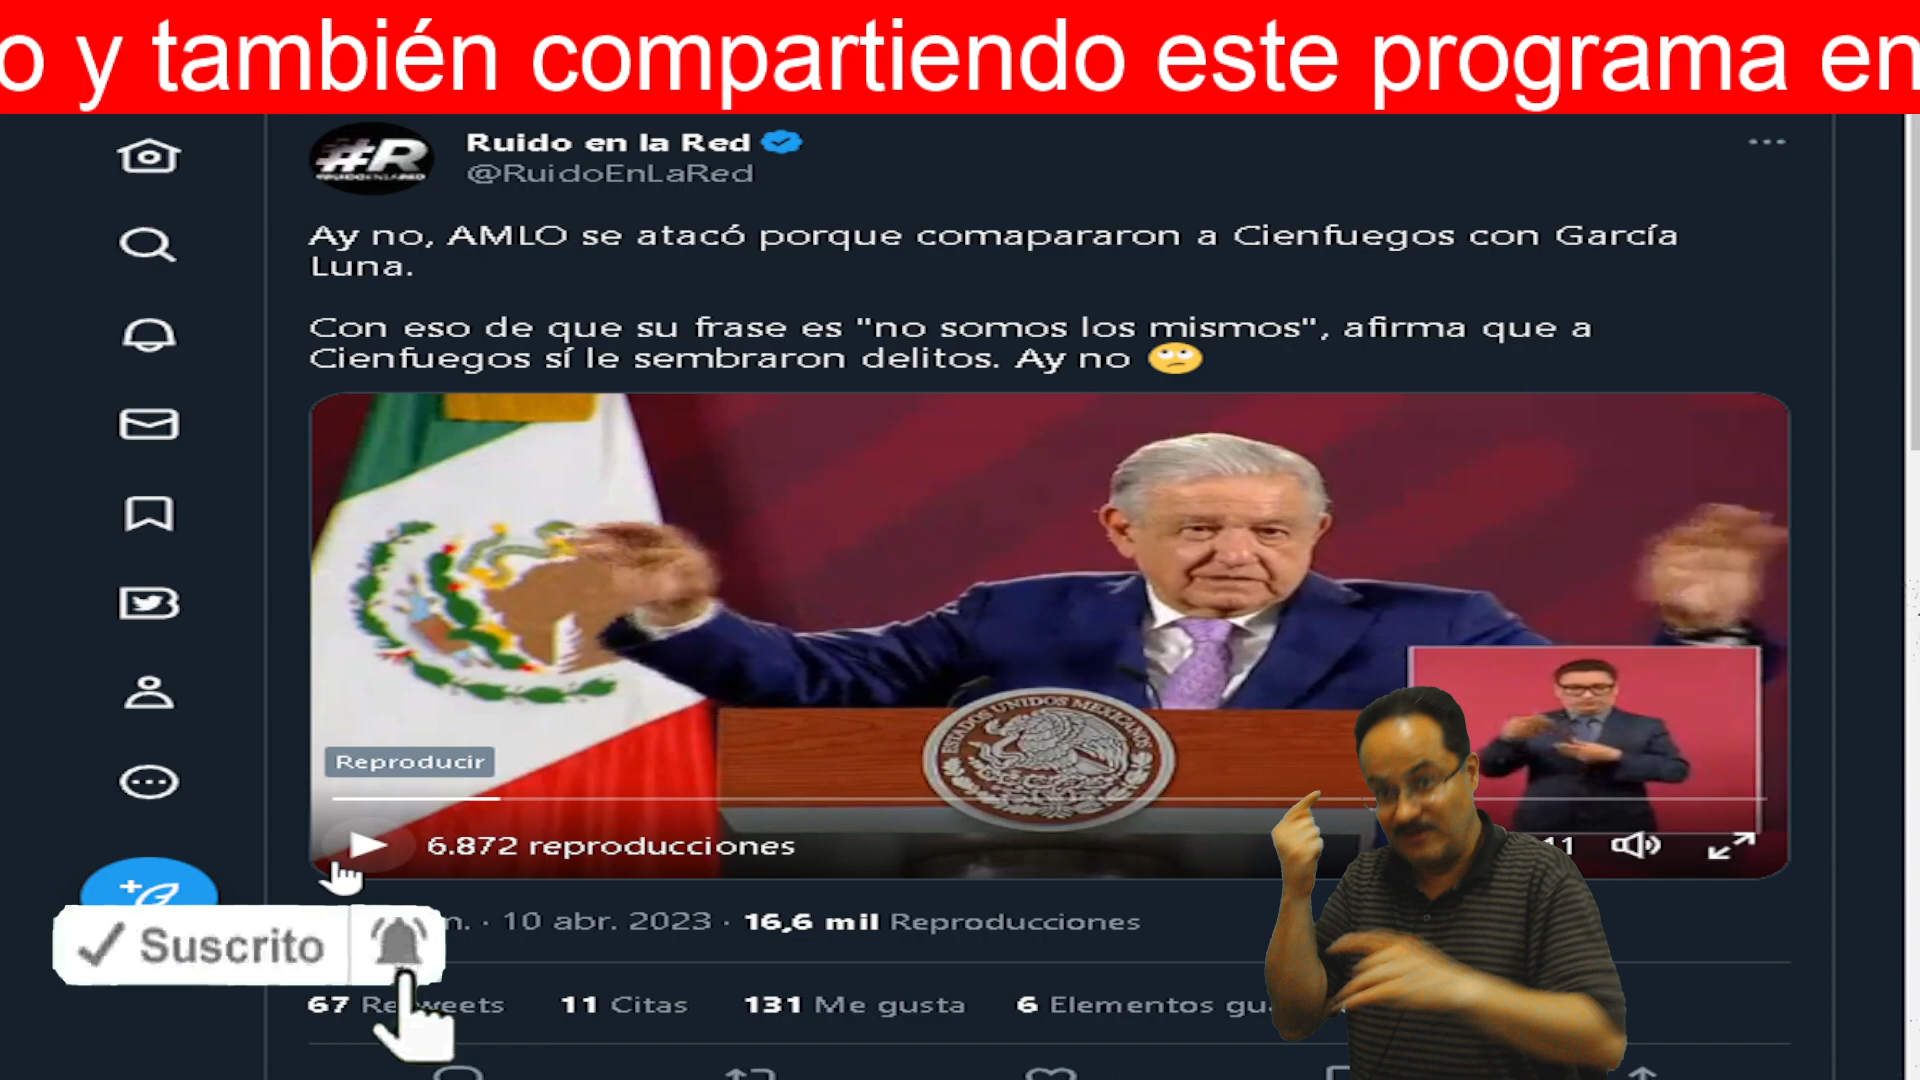 o y también compartiendo este programa en
#R
Ruido en la Red
@RuidoEnLaRed
Ay no, AMLO se atacó porque comapararon a Cienfuegos con García
Luna.
Con eso de que su frase es "no somos los mismos", afirma que a
Cienfuegos sí le sembraron delitos. Ay no
ESTADOS UNIDOS MEXICANOS
Reproducir
6.872 reproducciones
11
m. · 10 abr. 2023 · 16,6 mil Reproducciones
Suscrito
67 Retweets 11 Citas 131 Me gusta 6 Elementos gu